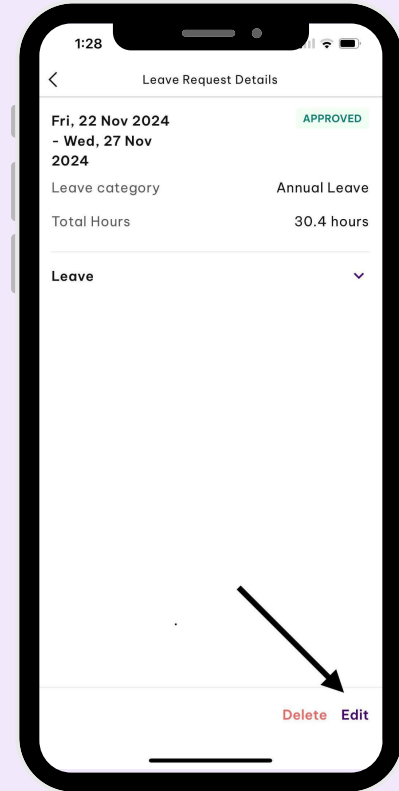 1:28
Leave Request Details
Fri, 22 Nov 2024
- Wed, 27 Nov
2024
APPROVED
Leave category Annual Leave
Total Hours 30.4 hours
Leave
Delete Edit